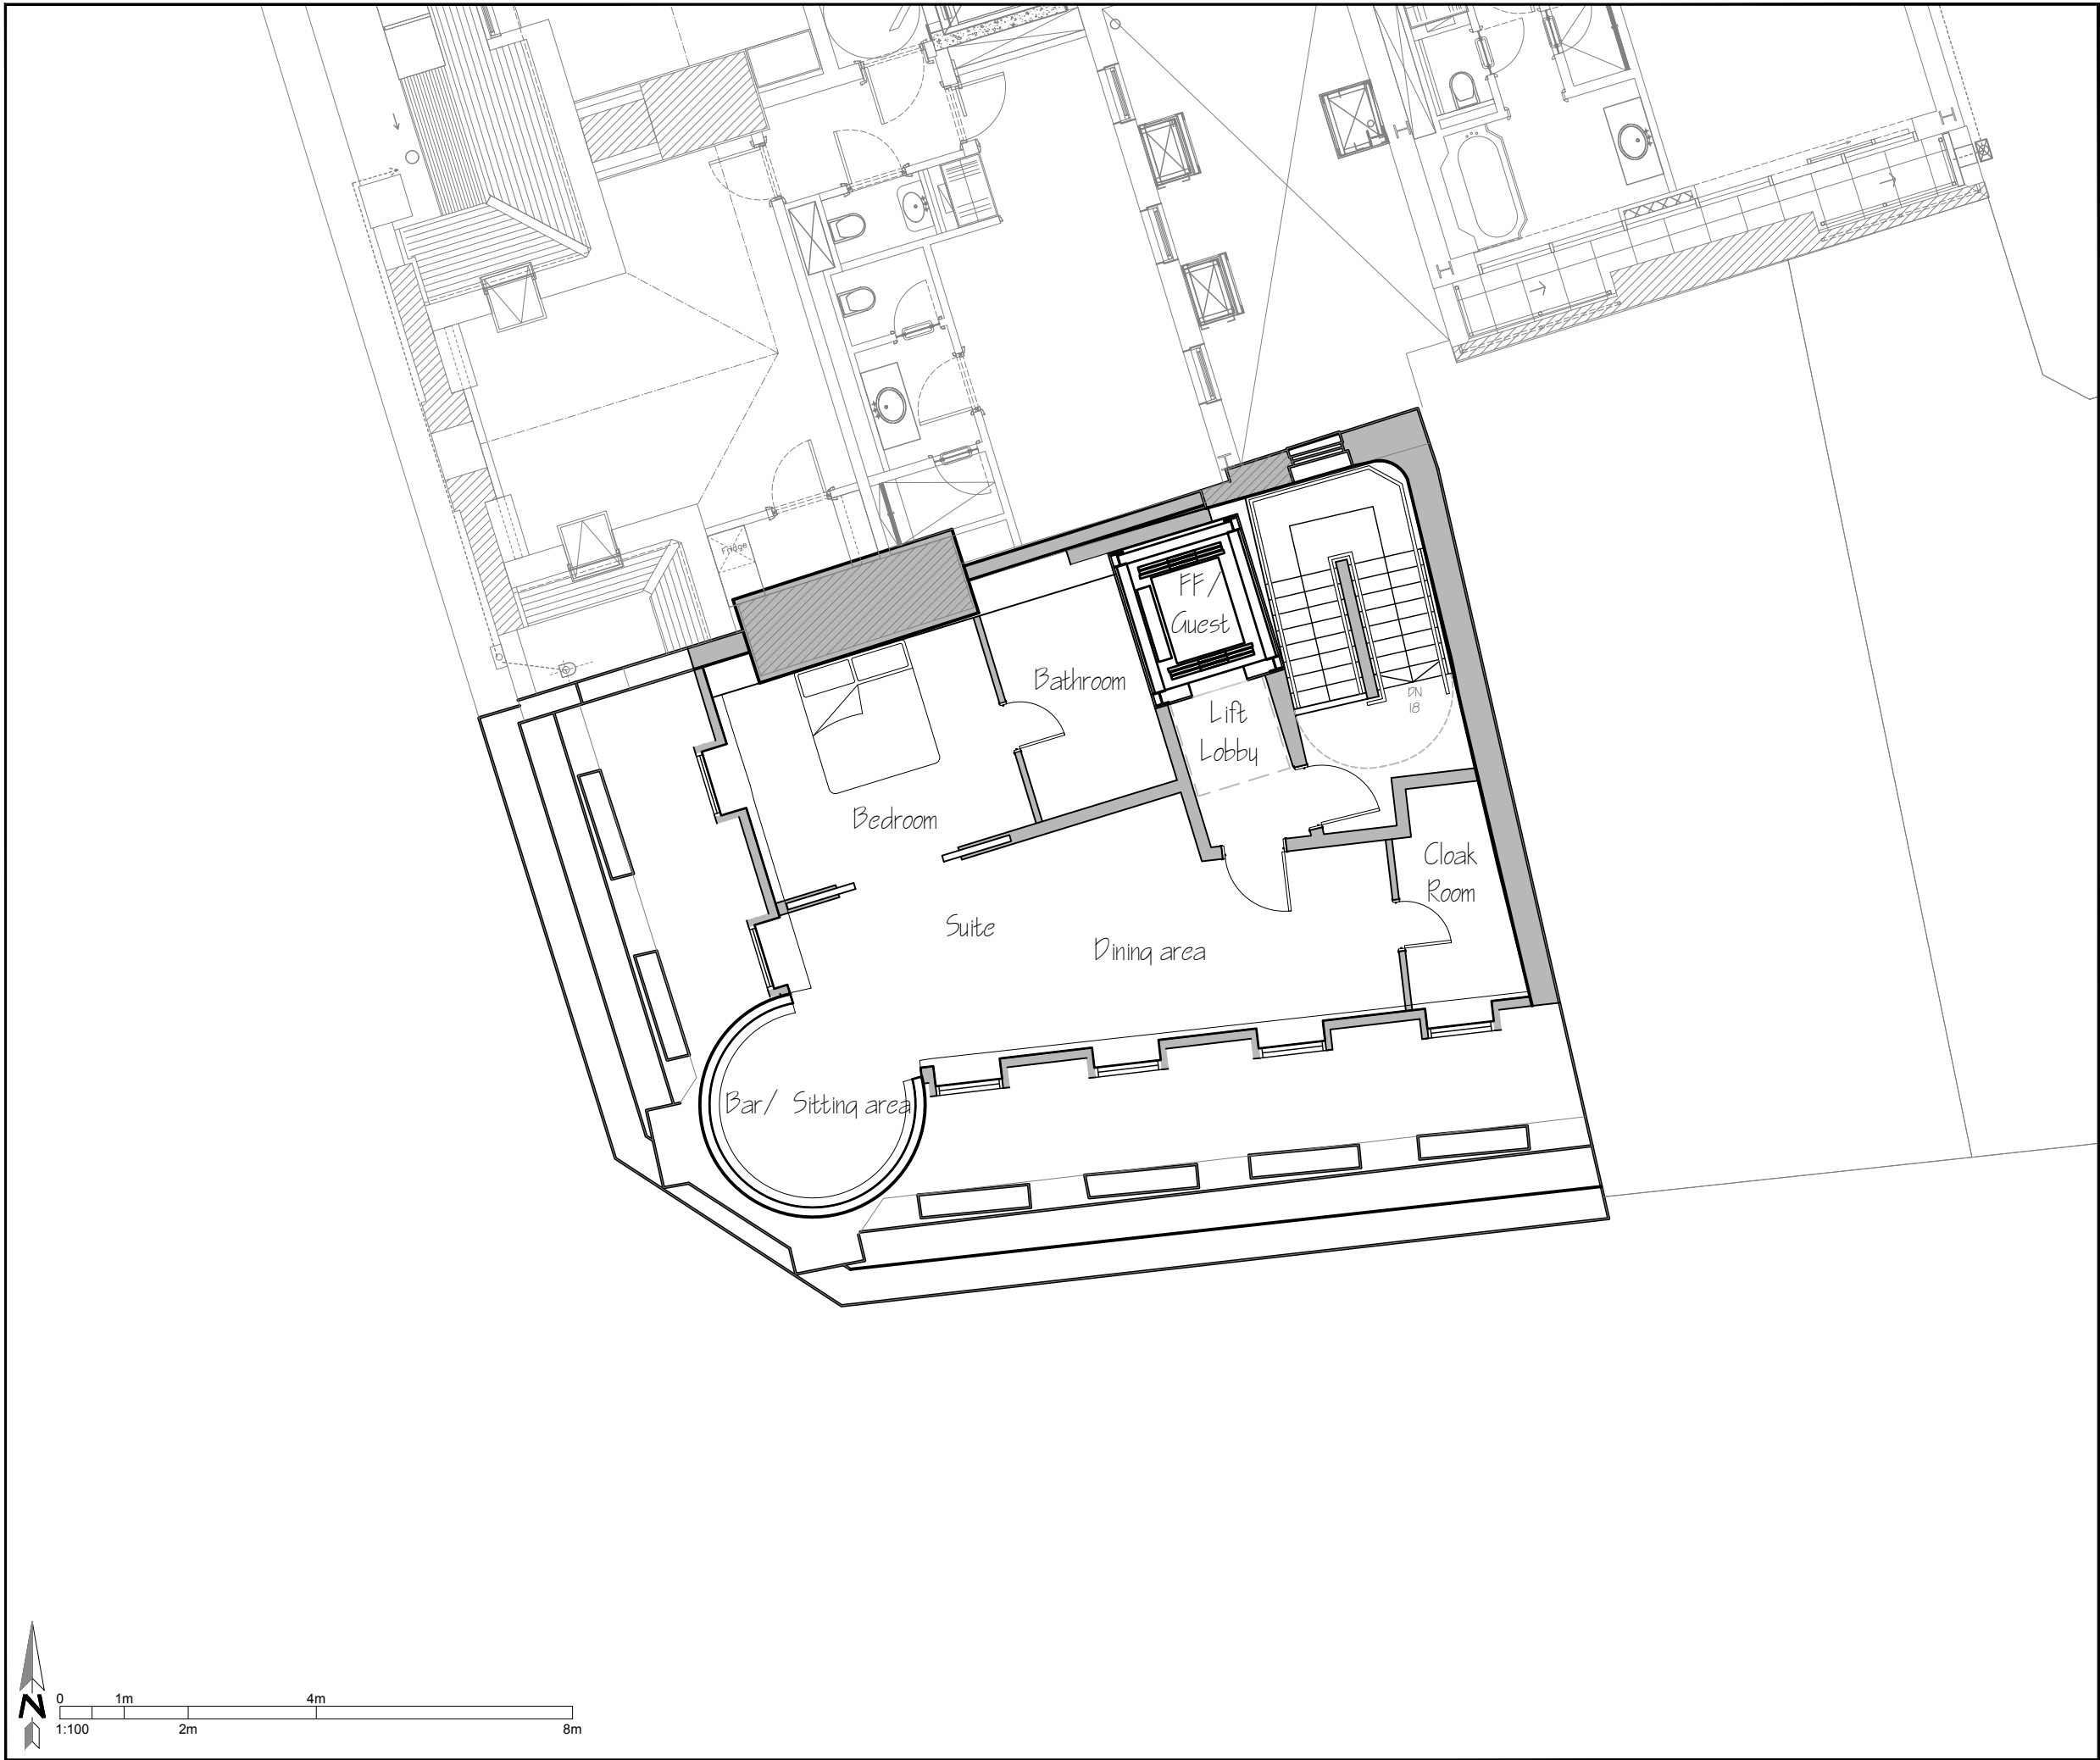 Fridge
FF/
Guest
Bathroom
Lift
Lobby
DN
18
Bedroom
Cloak
Room
Suite
Dining area
Bar/ Sitting area
N
0 1m 4m
1:100 2m 8m